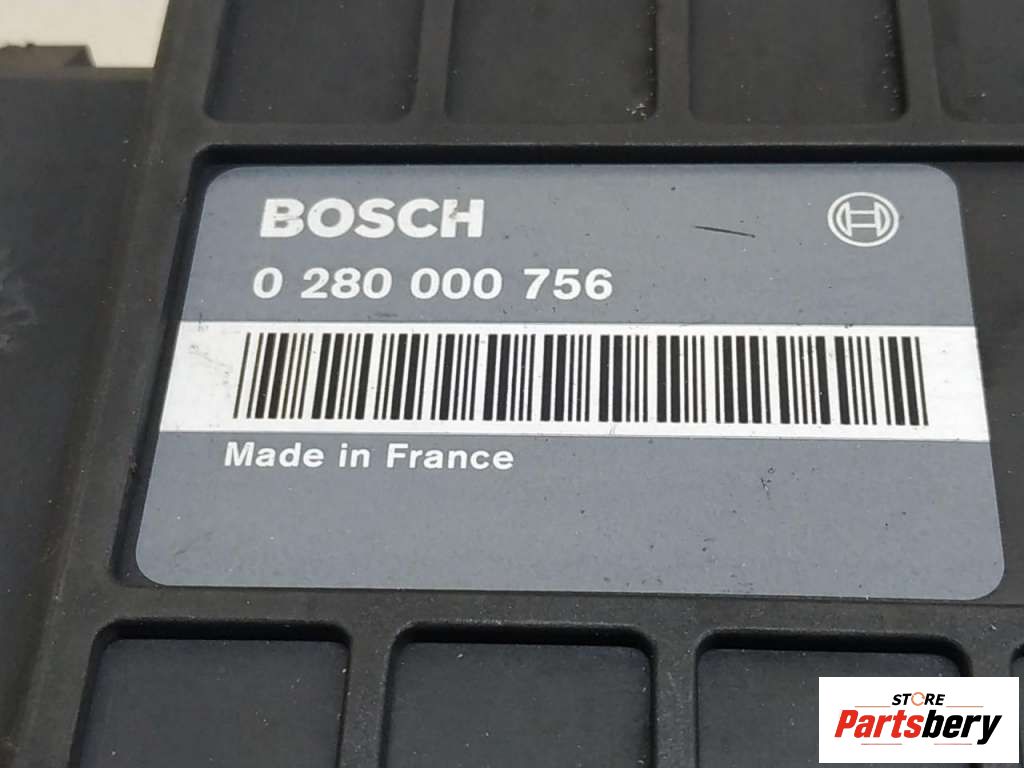 BOSCH
0 280 000 756
Made in France
STORE
Partsbery